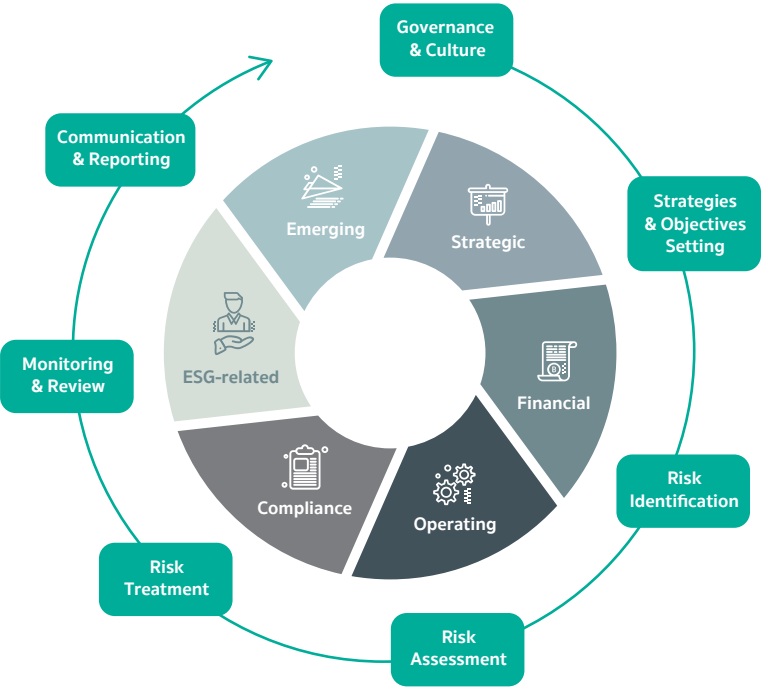 Governance
& Culture
Strategies
& Objectives
Setting
Risk
Identification
Risk
Assessment
Risk
Treatment
Monitoring
& Review
Communication
& Reporting
Strategic
Financial
B
Operating
Compliance
ESG-related
Emerging